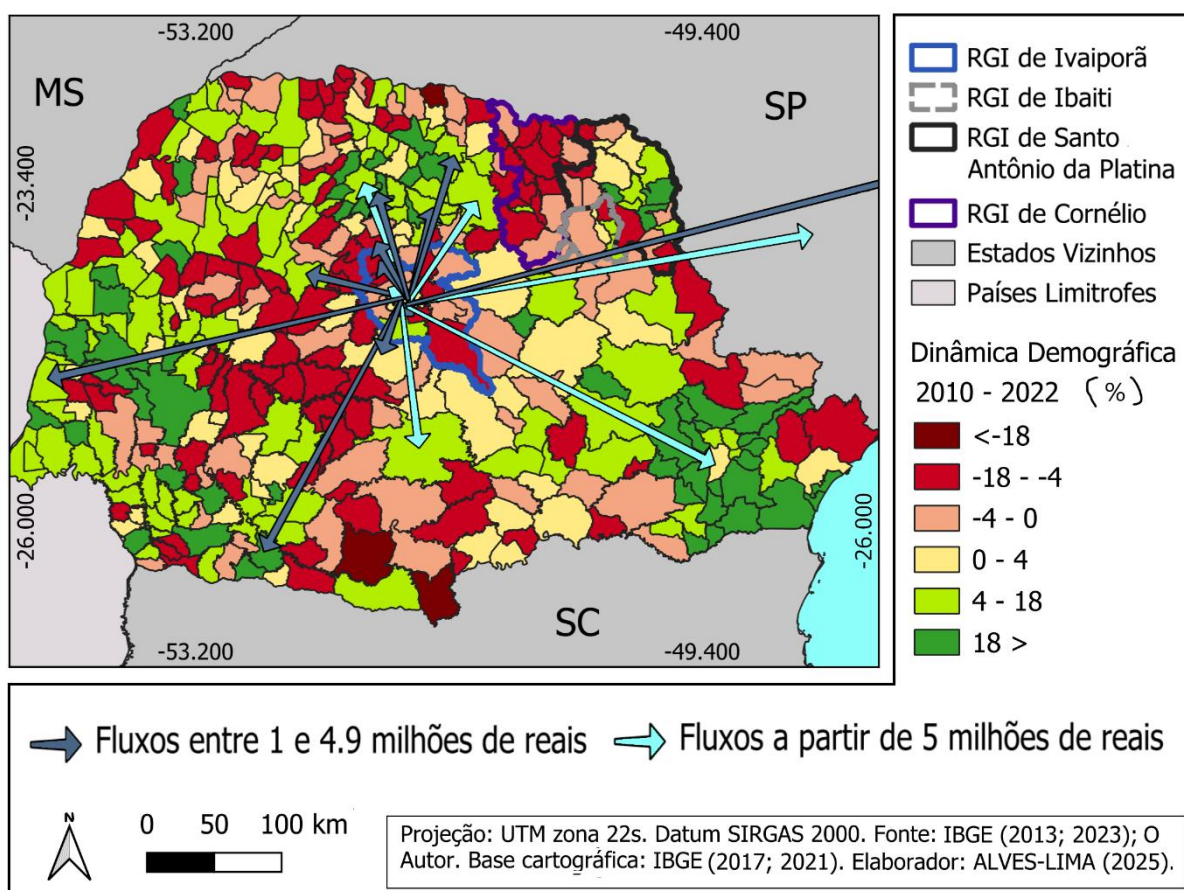 -53.200
-49.400
MS
SP
-23.400
-26.000
-26.000
SC
-53.200
-49.400
RGI de Ivaiporã
RGI de Ibaiti
RGI de Santo
Antônio da Platina
RGI de Cornélio
Estados Vizinhos
Países Limitrofes
Dinâmica Demográfica
2010 - 2022 (%)
<-18
-18 - -4
-4 - 0
0 - 4
4 - 18
18 >
Fluxos entre 1 e 4.9 milhões de reais
Fluxos a partir de 5 milhões de reais
N
0 50 100 km
Projeção: UTM zona 22s. Datum SIRGAS 2000. Fonte: IBGE (2013; 2023); O
Autor. Base cartográfica: IBGE (2017; 2021). Elaborador: ALVES-LIMA (2025).